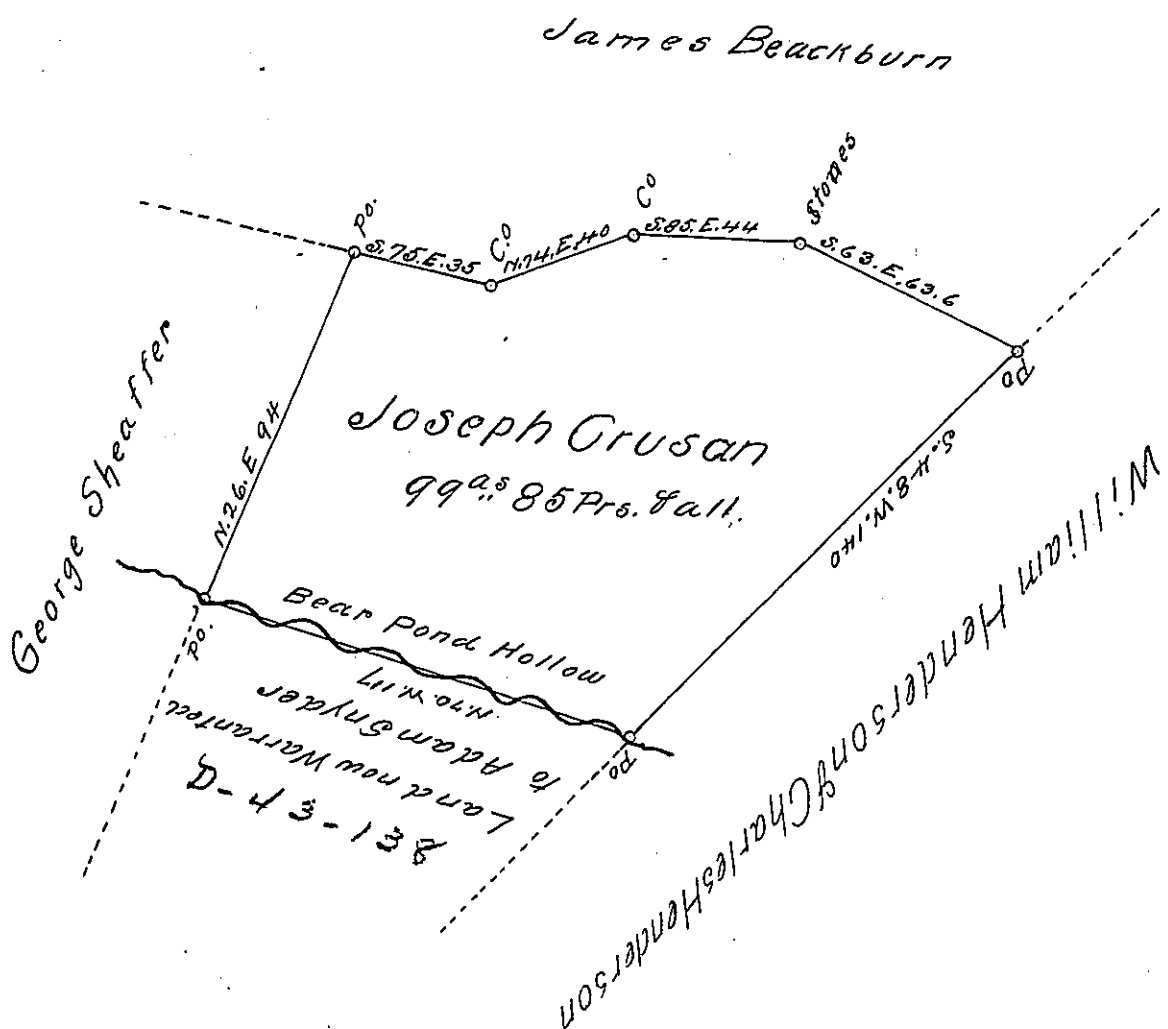 James Beackburn
Po.
S.75.E.35
C.o
N.74.E.40
Co
S.85.E.44
Stones
S.63.E.63.6
Po
George Sheaffer
N.26.E 94
Joseph Crusan
99 a,,s 85 Prs. & all.
S.48.W.140
William Henderson & Charles Henderson
Po.
Bear Pond Hollow
N.70.W.117
Po
Land now Warranted
to Adam Snyder
D-43-138